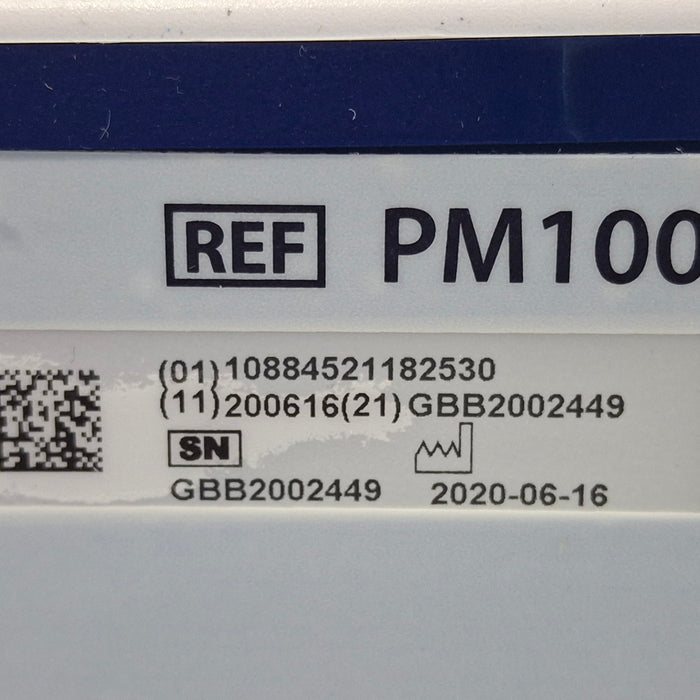 REF PM100
(01)10884521182530
(11)200616(21)GBB2002449
SN
GBB2002449 2020-06-16